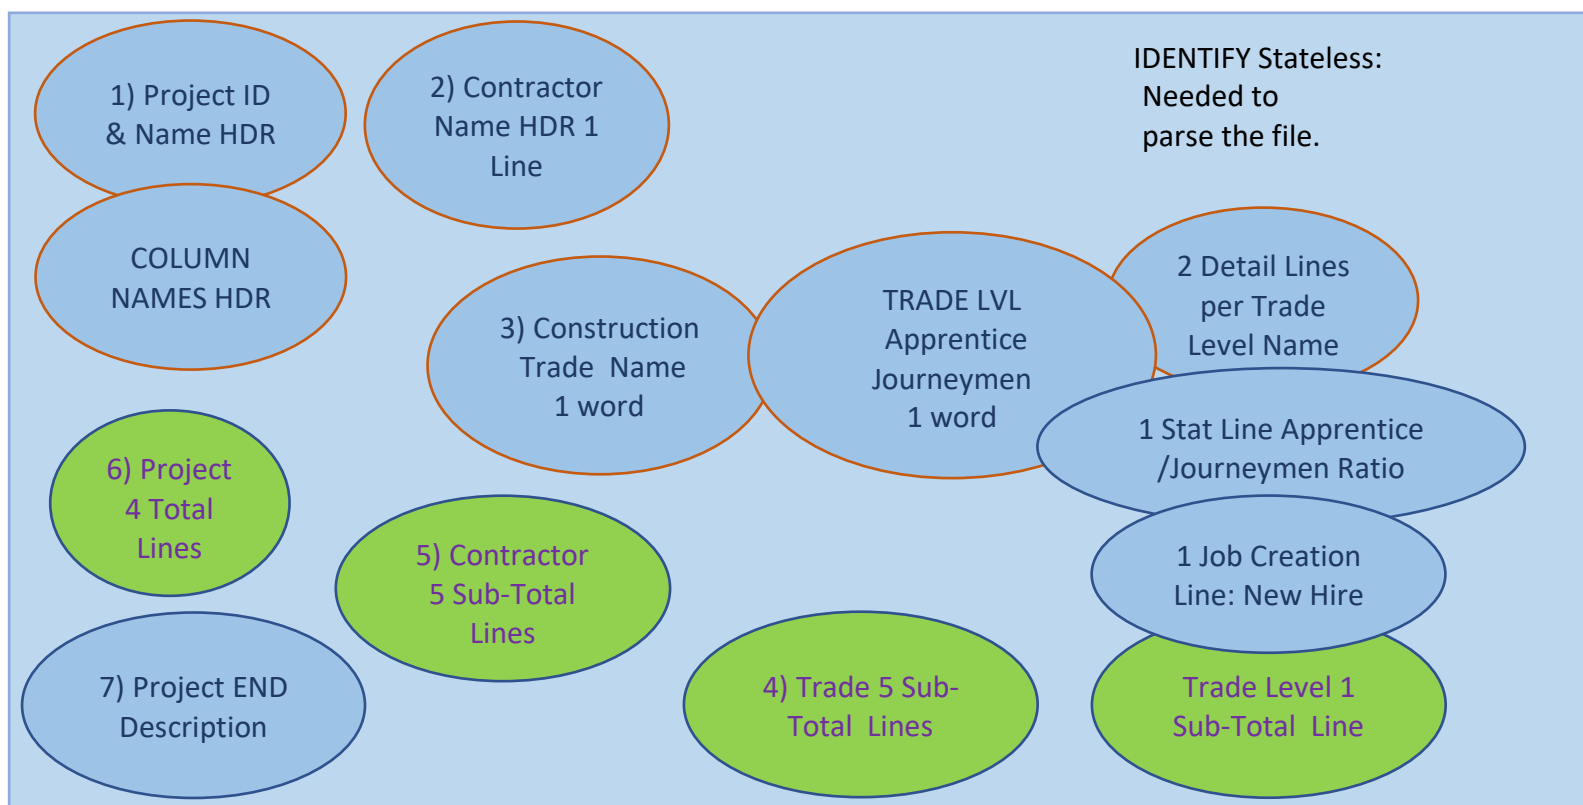 1) Project ID
& Name HDR
2) Contractor
Name HDR 1
Line
IDENTIFY Stateless:
Needed to
parse the file.
COLUMN
NAMES HDR
3) Construction
Trade Name
1 word
TRADE LVL
Apprentice
Journeymen
1 word
2 Detail Lines
per Trade
Level Name
1 Stat Line Apprentice
/Journeymen Ratio
6) Project
4 Total
Lines
5) Contractor
5 Sub-Total
Lines
1 Job Creation
Line: New Hire
7) Project END
Description
4) Trade 5 Sub-
Total Lines
Trade Level 1
Sub-Total Line